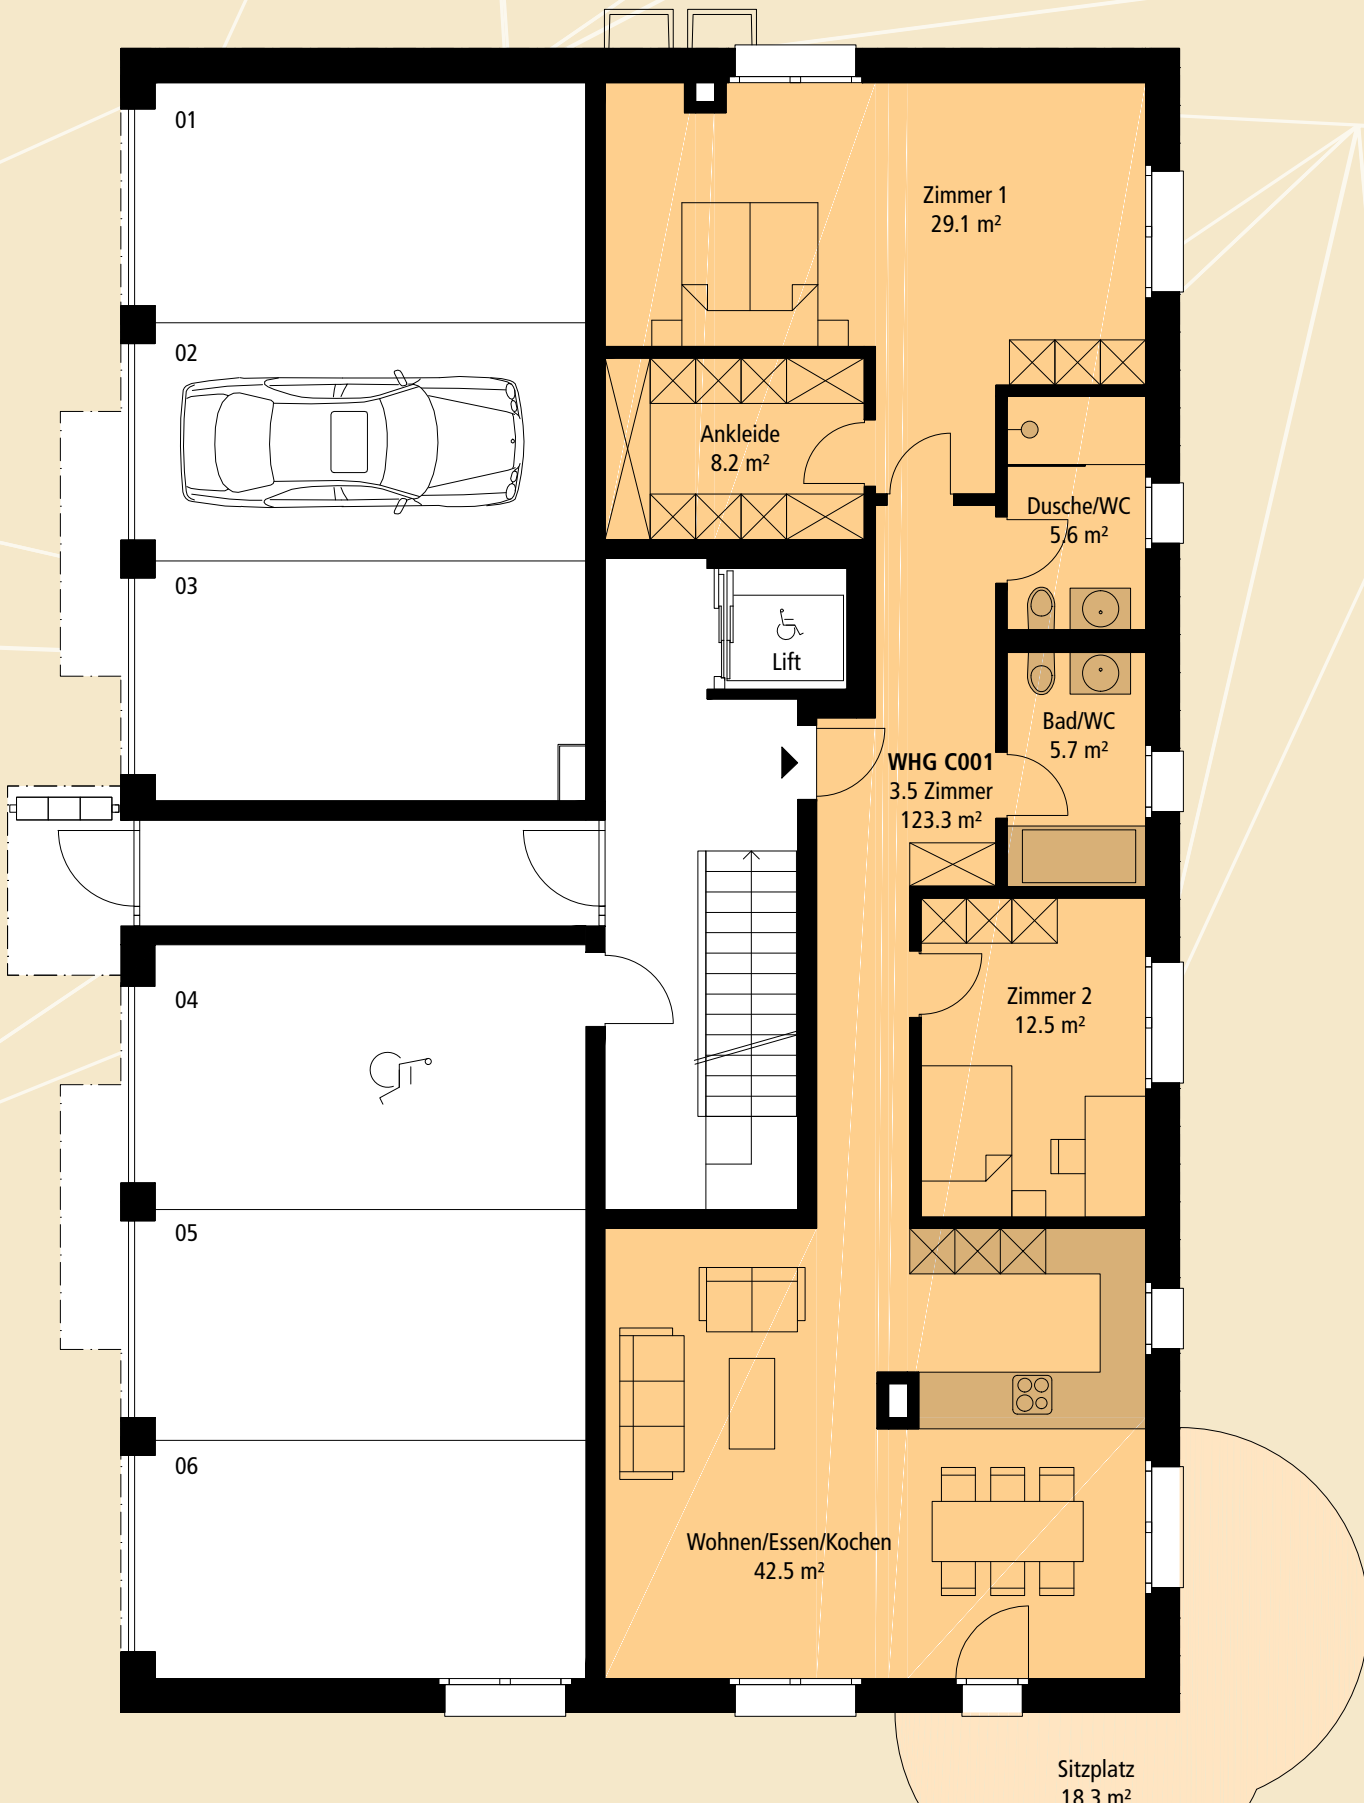 01
Zimmer 1
29.1 m²
02
Ankleide
8.2 m²
Dusche/WC
5.6 m²
03
Lift
Bad/WC
5.7 m²
WHG C001
3.5 Zimmer
123.3 m²
04
Zimmer 2
12.5 m²
05
06
Wohnen/Essen/Kochen
42.5 m²
Sitzplatz
18.3 m²